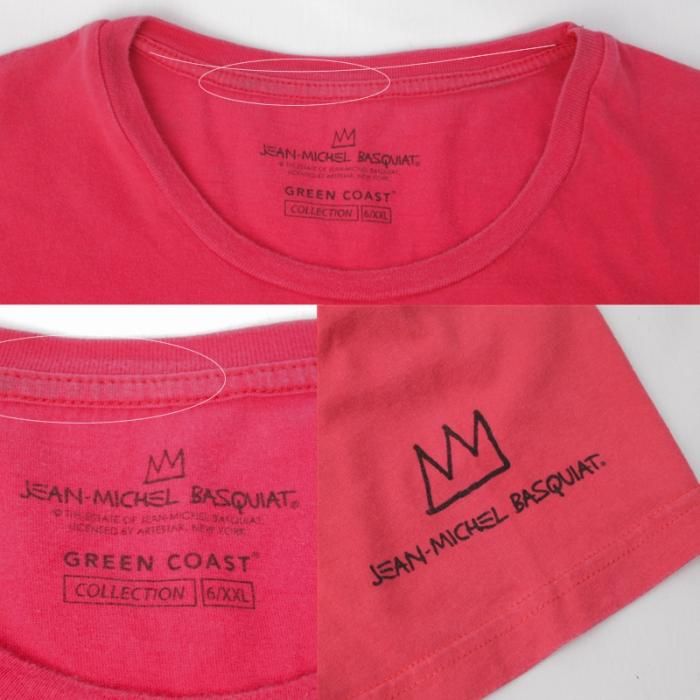 JEAN-MICHEL BASQUIAT®
© THE ESTATE OF JEAN-MICHEL BASQUIAT.
LICENSED BY ARTESTAR, NEW YORK.
GREEN COAST®
COLLECTION 6/XXL
JEAN-MICHEL BASQUIAT®
© THE ESTATE OF JEAN-MICHEL BASQUIAT.
LICENSED BY ARTESTAR, NEW YORK.
GREEN COAST®
COLLECTION 6/XXL
JEAN-MICHEL BASQUIAT®